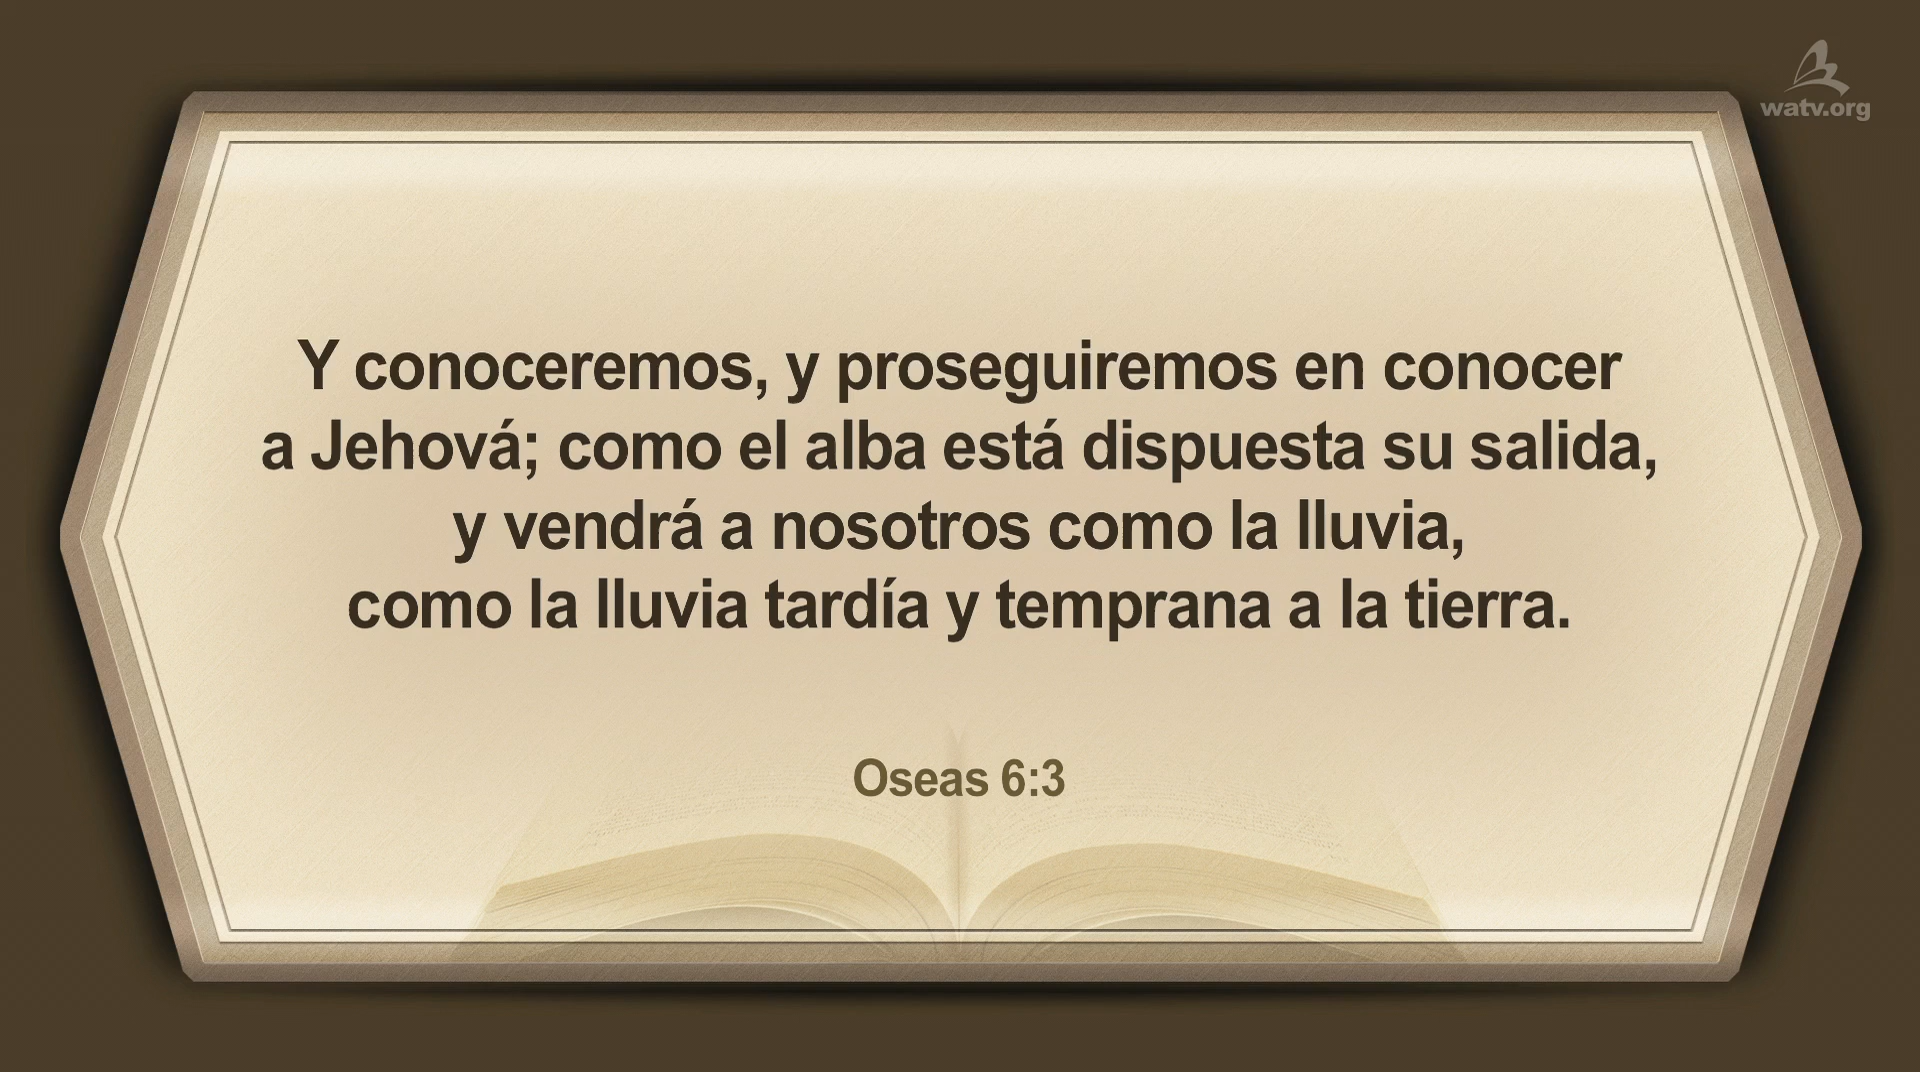 watv.org
Y conoceremos, y proseguiremos en conocer
a Jehová; como el alba está dispuesta su salida,
y vendrá a nosotros como la lluvia,
como la lluvia tardía y temprana a la tierra.
Oseas 6:3